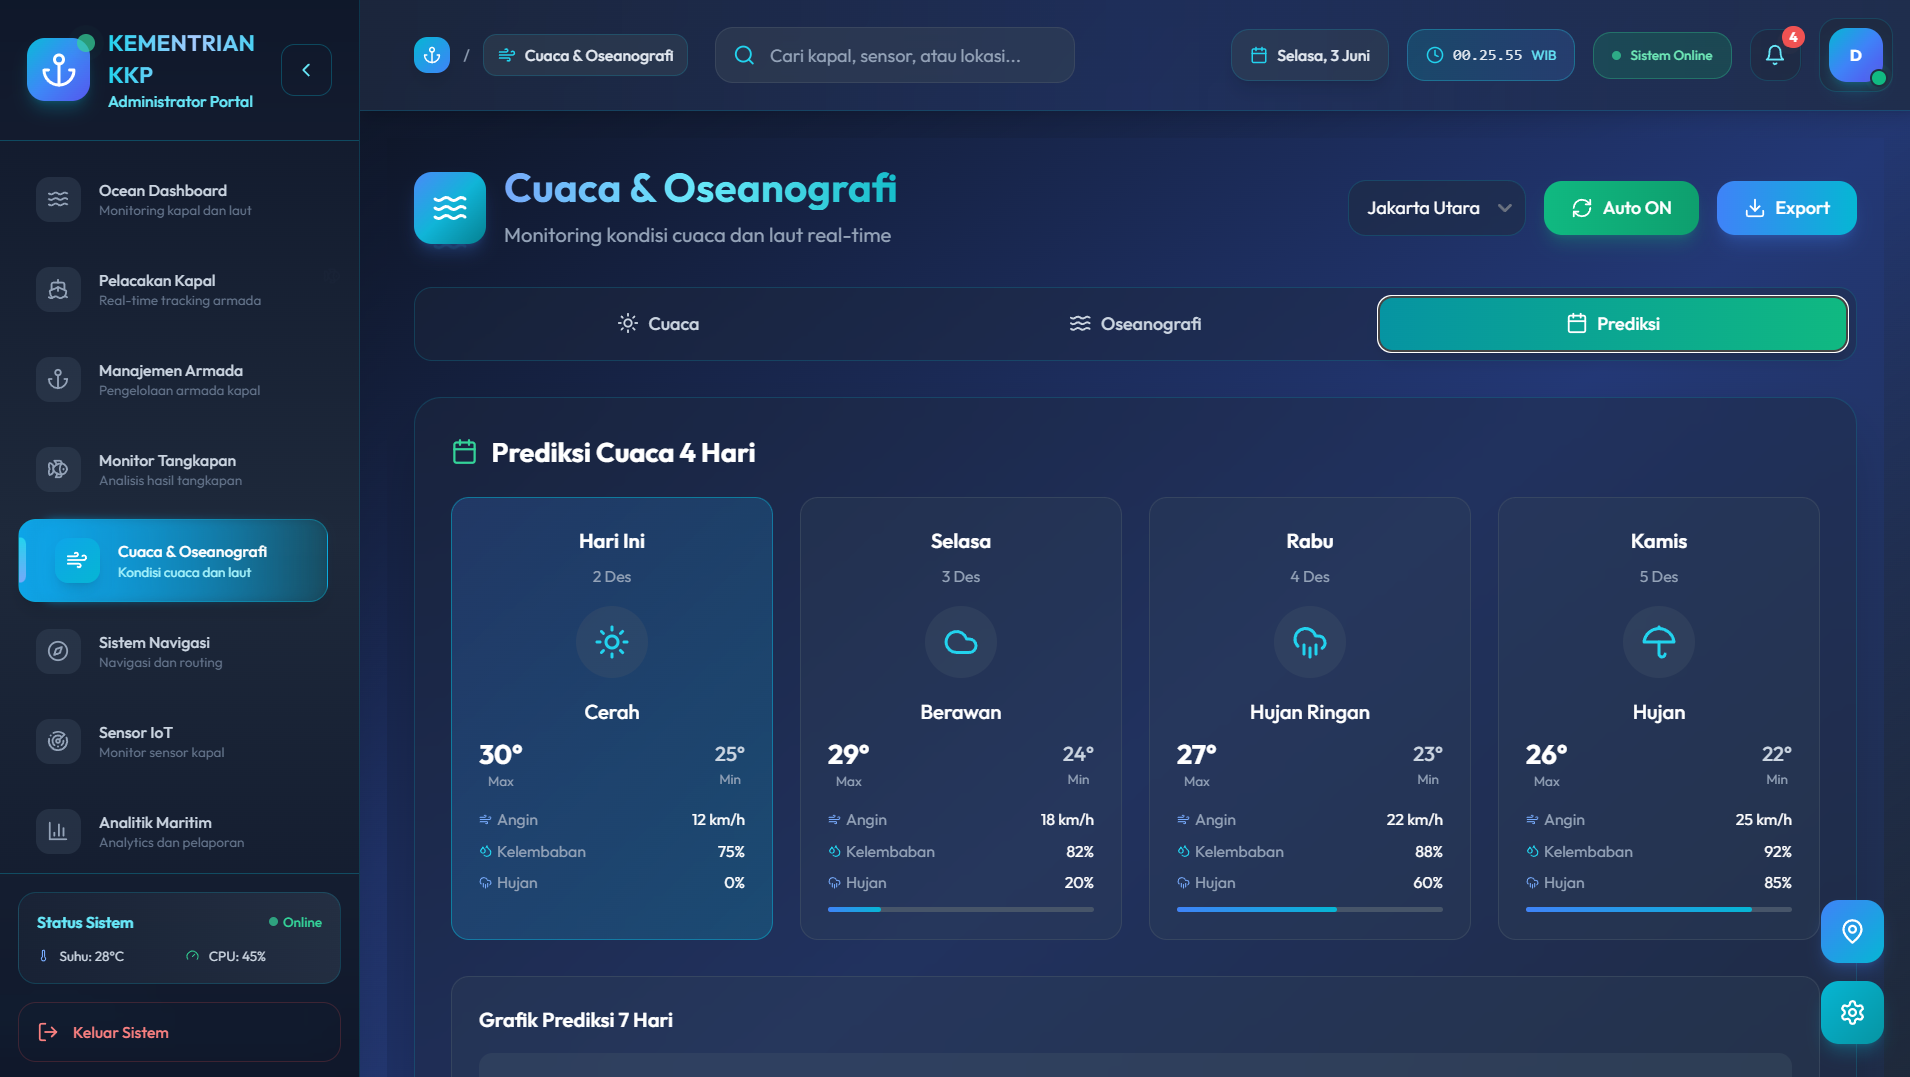 KEMENTRIAN
KKP
Administrator Portal
Ocean Dashboard
Monitoring kapal dan laut
Pelacakan Kapal
Real-time tracking armada
Manajemen Armada
Pengelolaan armada kapal
Monitor Tangkapan
Analisis hasil tangkapan
Cuaca & Oseanografi
Kondisi cuaca dan laut
Sistem Navigasi
Navigasi dan routing
Sensor IoT
Monitor sensor kapal
Analitik Maritim
Analytics dan pelaporan
Status Sistem
Online
Suhu: 28°C
CPU: 45%
Keluar Sistem
/
Cuaca & Oseanografi
Cari kapal, sensor, atau lokasi...
Selasa, 3 Juni
00.25.55 WIB
Sistem Online
4
D
Cuaca & Oseanografi
Monitoring kondisi cuaca dan laut real-time
Jakarta Utara
Auto ON
Export
Cuaca
Oseanografi
Prediksi
Prediksi Cuaca 4 Hari
Hari Ini
2 Des
Cerah
30°
Max
25°
Min
Angin
12 km/h
Kelembaban
75%
Hujan
0%
Selasa
3 Des
Berawan
29°
Max
24°
Min
Angin
18 km/h
Kelembaban
82%
Hujan
20%
Rabu
4 Des
Hujan Ringan
27°
Max
23°
Min
Angin
22 km/h
Kelembaban
88%
Hujan
60%
Kamis
5 Des
Hujan
26°
Max
22°
Min
Angin
25 km/h
Kelembaban
92%
Hujan
85%
Grafik Prediksi 7 Hari